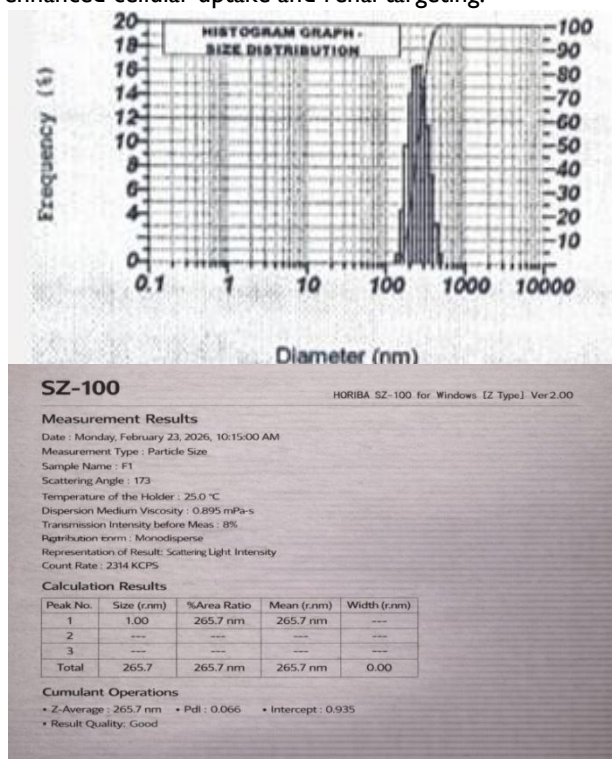 enhanced cellular uptake and renal targeting.
HISTOGRAM GRAPH -
SIZE DISTRIBUTION
Frequency (%)
20
18
16
14
12
10
8
6
4
0
100
90
80
70
60
50
40
30
20
10
0.1 1 10 100 1000 10000
Diameter (nm)
SZ-100
HORIBA SZ-100 for Windows [Z Type] Ver2.00
Measurement Results
Date : Monday, February 23, 2026, 10:15:00 AM
Measurement Type : Particle Size
Sample Name : F1
Scattering Angle : 173
Temperature of the Holder : 25.0 °C
Dispersion Medium Viscosity : 0.895 mPa-s
Transmission Intensity before Meas : 8%
: Monodisperse
Representation of Result: Scattering Light Intensity
Count Rate : 2314 KCPS
Calculation Results
Peak No. Size (r.nm) %Area Ratio Mean (r.nm) Width (r.nm)
1 1.00 265.7 nm 265.7 nm ---
2 --- --- --- ---
3 --- --- --- ---
Total 265.7 265.7 nm 265.7 nm 0.00
Cumulant Operations
• Z-Average : 265.7 nm • PdI : 0.066 • Intercept : 0.935
• Result Quality: Good